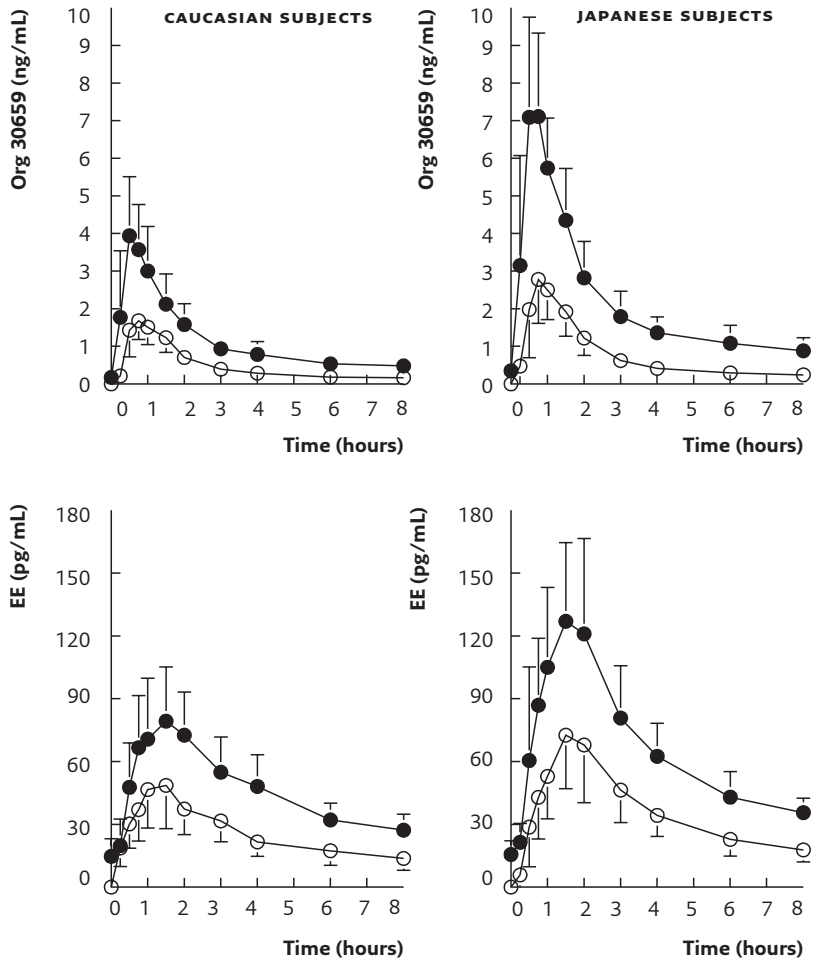 CAUCASIAN SUBJECTS
Org 30659 (ng/mL)
10
9
8
7
6
5
4
3
2
1
0
0 1 2 3 4 5 6 7 8
Time (hours)
JAPANESE SUBJECTS
Org 30659 (ng/mL)
10
9
8
7
6
5
4
3
2
1
0
0 1 2 3 4 5 6 7 8
Time (hours)
EE (pg/mL)
180
150
120
90
60
30
0
0 1 2 3 4 5 6 7 8
Time (hours)
EE (pg/mL)
180
150
120
90
60
30
0
0 1 2 3 4 5 6 7 8
Time (hours)